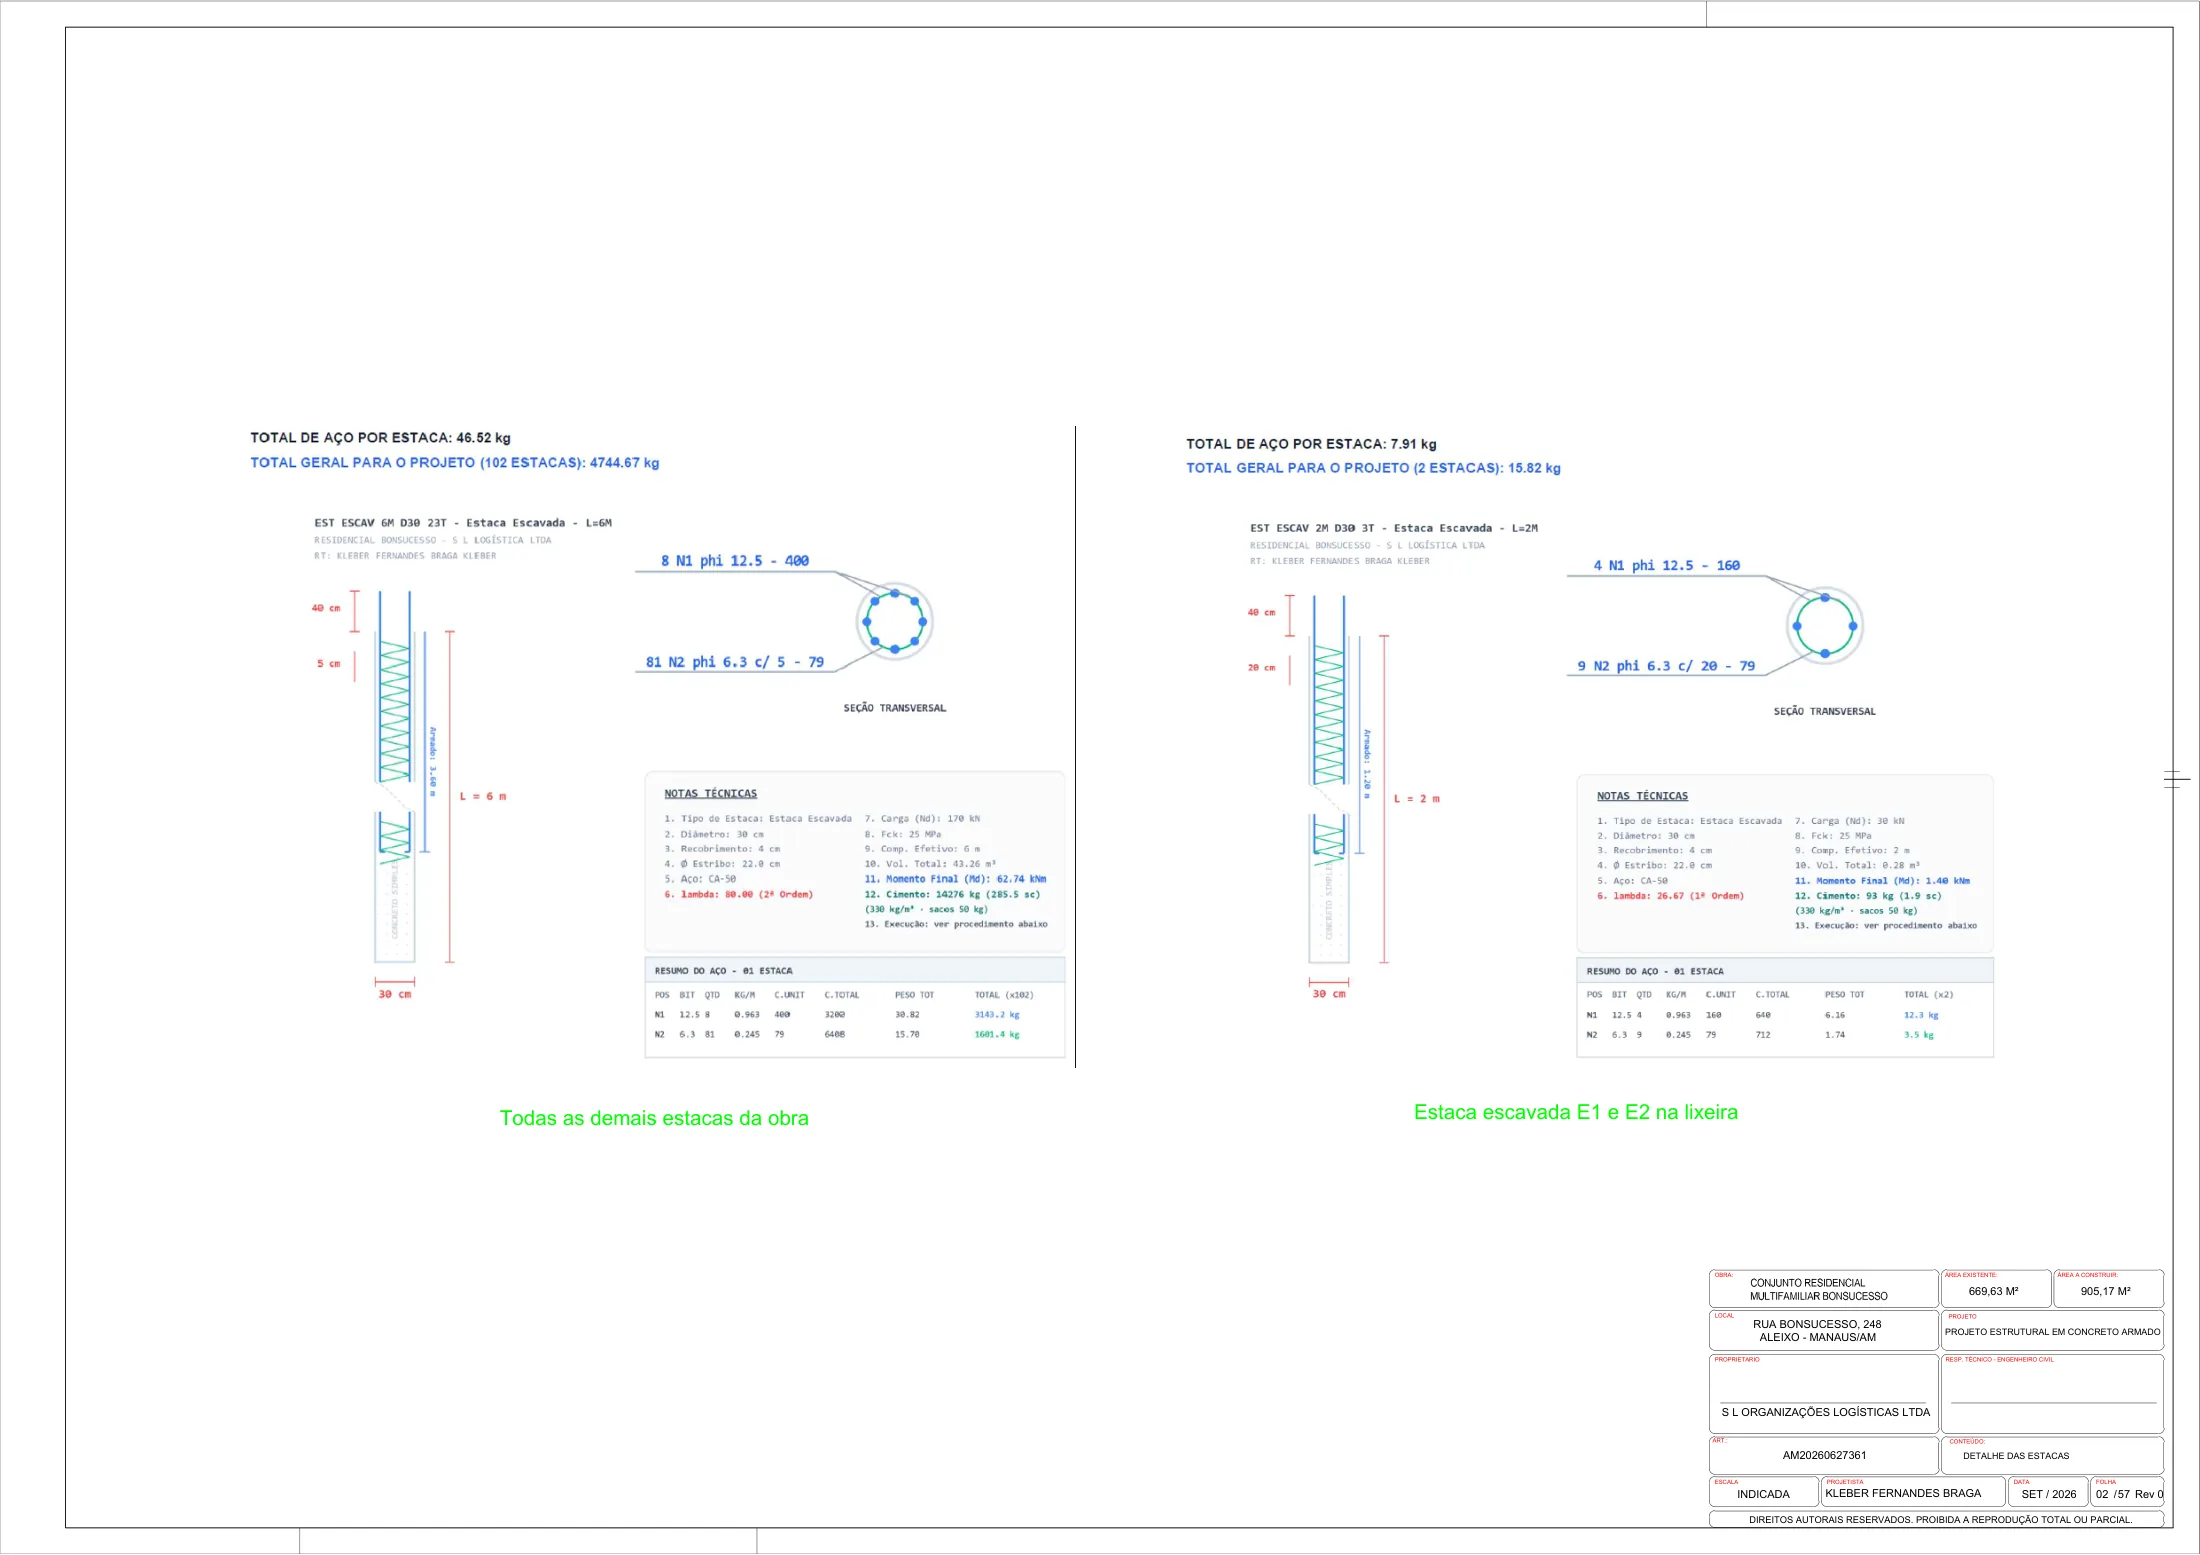 TOTAL DE AÇO POR ESTACA: 46.52 kg
TOTAL GERAL PARA O PROJETO (102 ESTACAS): 4744.67 kg
EST ESCAV 6M D30 23T - Estaca Escavada - L=6M
RESIDENCIAL BONSUCESSO - S L LOGÍSTICA LTDA
RT: KLEBER FERNANDES BRAGA KLEBER
8 N1 phi 12.5 - 400
40 cm
5 cm
81 N2 phi 6.3 c/ 5 - 79
SEÇÃO TRANSVERSAL
Armado: 3.60 m
L = 6 m
CONCRETO SIMPLES
30 cm
NOTAS TÉCNICAS
1. Tipo de Estaca: Estaca Escavada
2. Diâmetro: 30 cm
3. Recobrimento: 4 cm
4. Ø Estribo: 22.0 cm
5. Aço: CA-50
6. lambda: 80.00 (2ª Ordem)
7. Carga (Nd): 170 kN
8. Fck: 25 MPa
9. Comp. Efetivo: 6 m
10. Vol. Total: 43.26 m³
11. Momento Final (Md): 62.74 kNm
12. Cimento: 14276 kg (285.5 sc)
(330 kg/m³ · sacos 50 kg)
13. Execução: ver procedimento abaixo
RESUMO DO AÇO - 01 ESTACA
POS BIT QTD KG/M C.UNIT C.TOTAL PESO TOT TOTAL (x102)
N1 12.5 8 0.963 400 3200 30.82 3143.2 kg
N2 6.3 81 0.245 79 6408 15.70 1601.4 kg
Todas as demais estacas da obra
TOTAL DE AÇO POR ESTACA: 7.91 kg
TOTAL GERAL PARA O PROJETO (2 ESTACAS): 15.82 kg
EST ESCAV 2M D30 3T - Estaca Escavada - L=2M
RESIDENCIAL BONSUCESSO - S L LOGÍSTICA LTDA
RT: KLEBER FERNANDES BRAGA KLEBER
4 N1 phi 12.5 - 160
40 cm
20 cm
9 N2 phi 6.3 c/ 20 - 79
SEÇÃO TRANSVERSAL
Armado: 1.20 m
L = 2 m
CONCRETO SIMPLES
30 cm
NOTAS TÉCNICAS
1. Tipo de Estaca: Estaca Escavada
2. Diâmetro: 30 cm
3. Recobrimento: 4 cm
4. Ø Estribo: 22.0 cm
5. Aço: CA-50
6. lambda: 26.67 (1ª Ordem)
7. Carga (Nd): 30 kN
8. Fck: 25 MPa
9. Comp. Efetivo: 2 m
10. Vol. Total: 0.28 m³
11. Momento Final (Md): 1.40 kNm
12. Cimento: 93 kg (1.9 sc)
(330 kg/m³ · sacos 50 kg)
13. Execução: ver procedimento abaixo
RESUMO DO AÇO - 01 ESTACA
POS BIT QTD KG/M C.UNIT C.TOTAL PESO TOT TOTAL (x2)
N1 12.5 4 0.963 160 640 6.16 12.3 kg
N2 6.3 9 0.245 79 712 1.74 3.5 kg
Estaca escavada E1 e E2 na lixeira
OBRA:
CONJUNTO RESIDENCIAL
MULTIFAMILIAR BONSUCESSO
ÁREA EXISTENTE:
669,63 M²
ÁREA A CONSTRUIR:
905,17 M²
LOCAL
RUA BONSUCESSO, 248
ALEIXO - MANAUS/AM
PROJETO
PROJETO ESTRUTURAL EM CONCRETO ARMADO
PROPRIETARIO
S L ORGANIZAÇÕES LOGÍSTICAS LTDA
RESP. TÉCNICO - ENGENHEIRO CIVIL
ART.:
AM20260627361
CONTEÚDO:
DETALHE DAS ESTACAS
ESCALA
INDICADA
PROJETISTA
KLEBER FERNANDES BRAGA
DATA
SET / 2026
FOLHA
02 /57 Rev 0
DIREITOS AUTORAIS RESERVADOS. PROIBIDA A REPRODUÇÃO TOTAL OU PARCIAL.